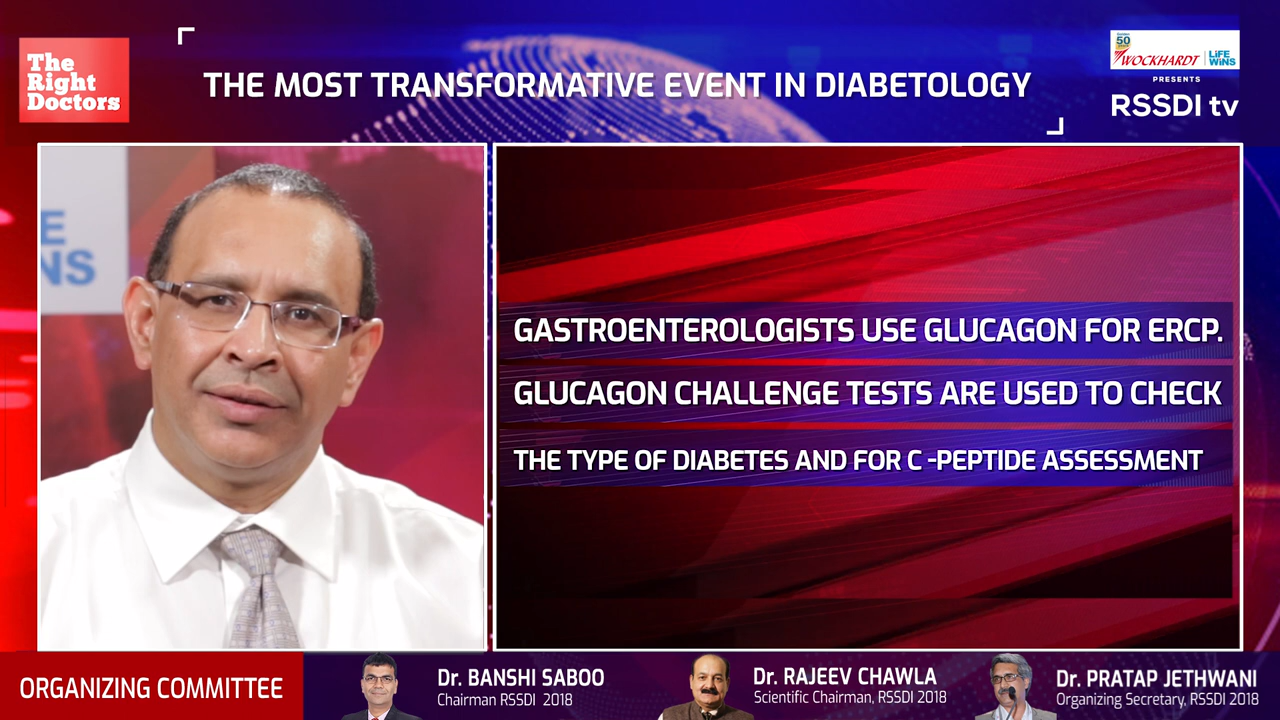 The
Right
Doctors
THE MOST TRANSFORMATIVE EVENT IN DIABETOLOGY
50
WOCKHARDT
LiFE
WiNS
PRESENTS
RSSDI tv
E
NS
GASTROENTEROLOGISTS USE GLUCAGON FOR ERCP.
GLUCAGON CHALLENGE TESTS ARE USED TO CHECK
THE TYPE OF DIABETES AND FOR C -PEPTIDE ASSESSMENT
ORGANIZING COMMITTEE
Dr. BANSHI SABOO
Chairman RSSDI 2018
Dr. RAJEEV CHAWLA
Scientific Chairman, RSSDI 2018
Dr. PRATAP JETHWANI
Organizing Secretary, RSSDI 2018